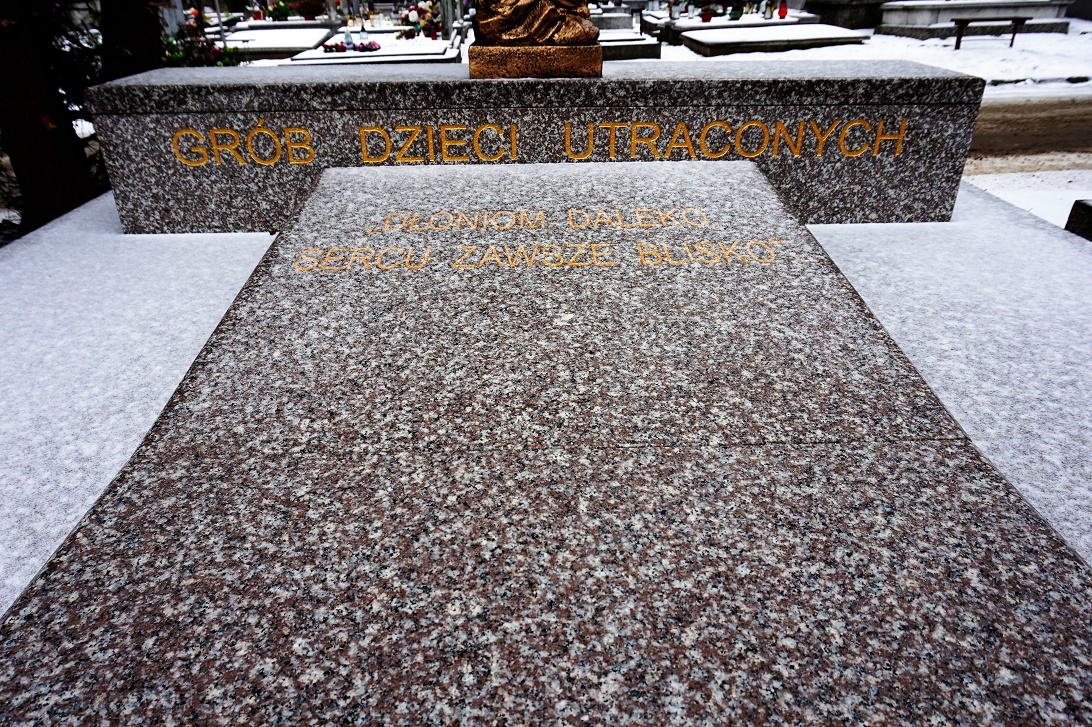 GRÓB DZIECI UTRACONYCH
„DŁONIOM DALEKO,
SERCU ZAWSZE BLISKO".